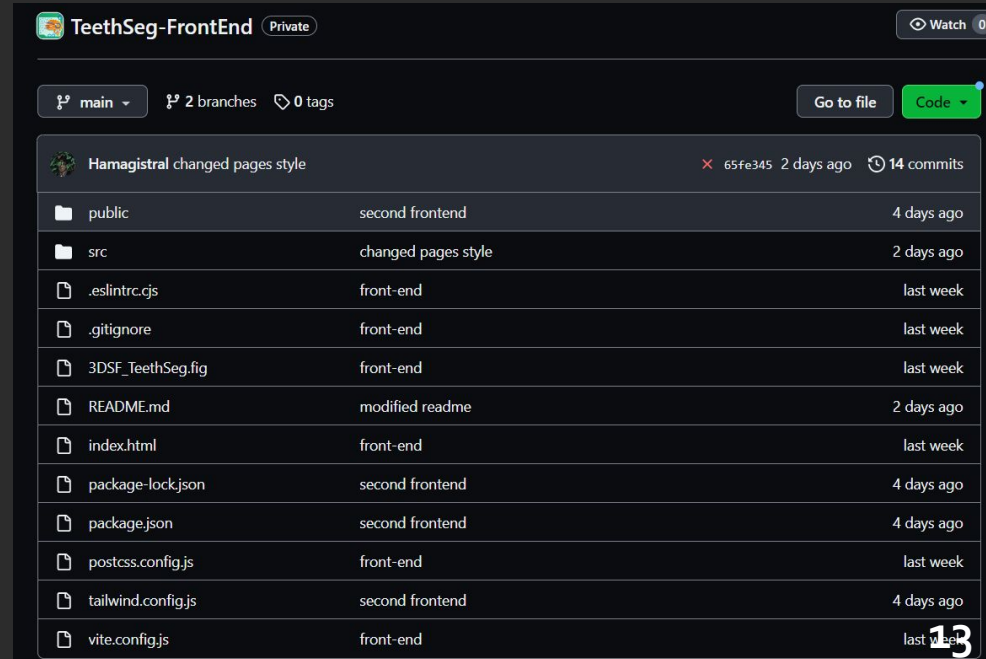 TeethSeg-FrontEnd Private Watch 0
main 2 branches 0 tags Go to file Code
Hamagistral changed pages style 65fe345 2 days ago 14 commits
public second frontend 4 days ago
src changed pages style 2 days ago
.eslintrc.cjs front-end last week
.gitignore front-end last week
3DSF_TeethSeg.fig front-end last week
README.md modified readme 2 days ago
index.html front-end last week
package-lock.json second frontend 4 days ago
package.json second frontend 4 days ago
postcss.config.js front-end last week
tailwind.config.js second frontend 4 days ago
vite.config.js front-end last week
13